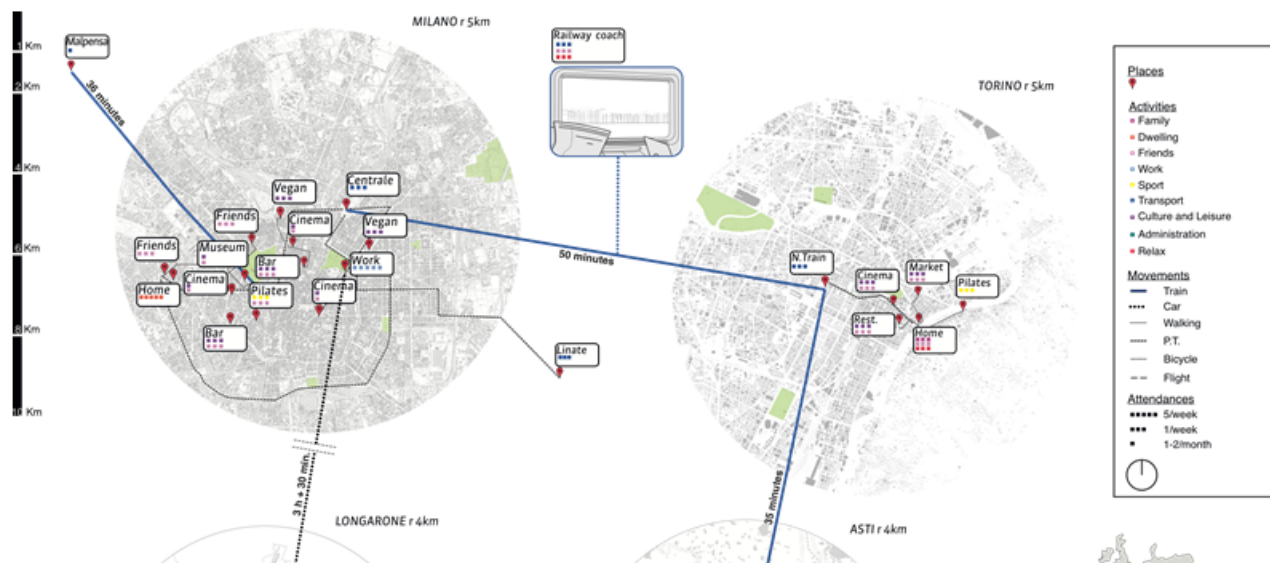 MILANO r 5km
Railway coach
1 Km
Malpensa
2 Km
36 minutes
TORINO r 5km
Places
Activities
Family
Dwelling
Friends
Work
Sport
Transport
Culture and Leisure
Administration
Relax
Movements
Train
Car
Walking
P.T.
Bicycle
Flight
Attendances
5/week
1/week
1-2/month
4 Km
Vegan
Centrale
Friends
Cinema
Vegan
6 Km
Friends
Museum
Bar
Work
50 minutes
N.Train
Cinema
Market
Pilates
Home
Cinema
Pilates
Cinema
Rest.
Home
8 Km
Bar
Linate
10 Km
3 h + 30 min.
35 minutes
LONGARONE r 4km
ASTI r 4km